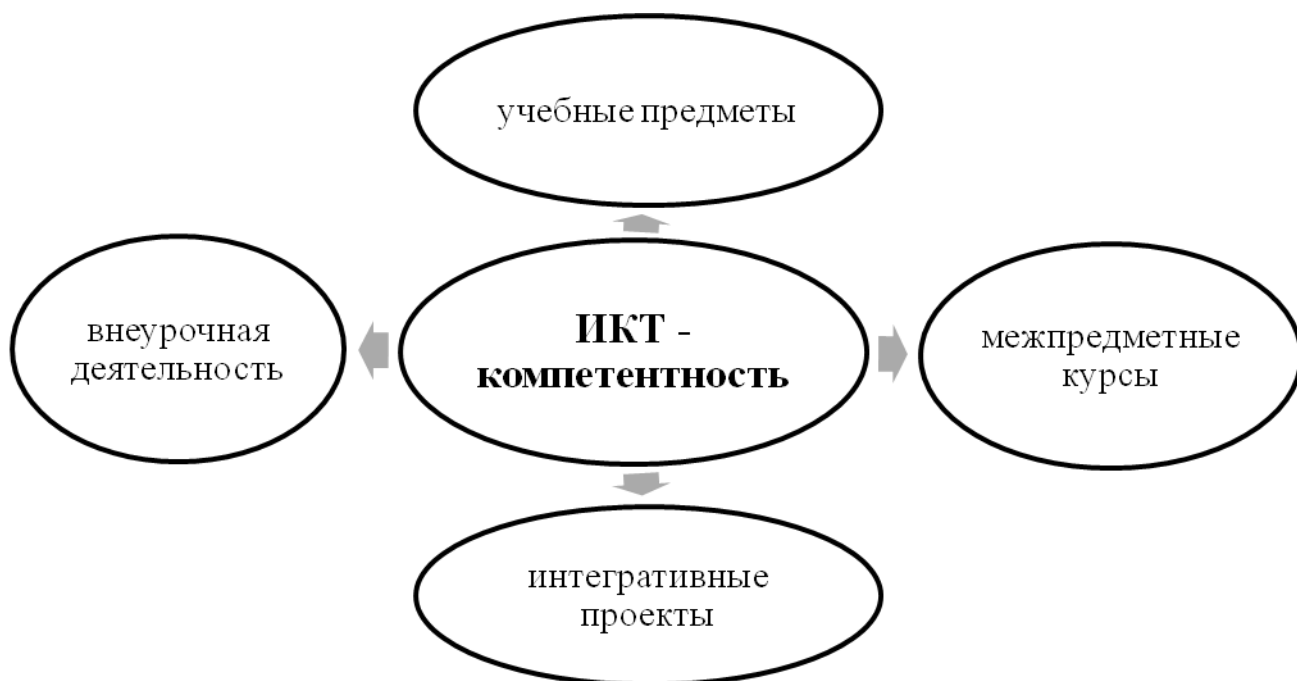 учебные предметы
внеурочная
деятельность
ИКТ -
компетентность
межпредметные
курсы
интегративные
проекты